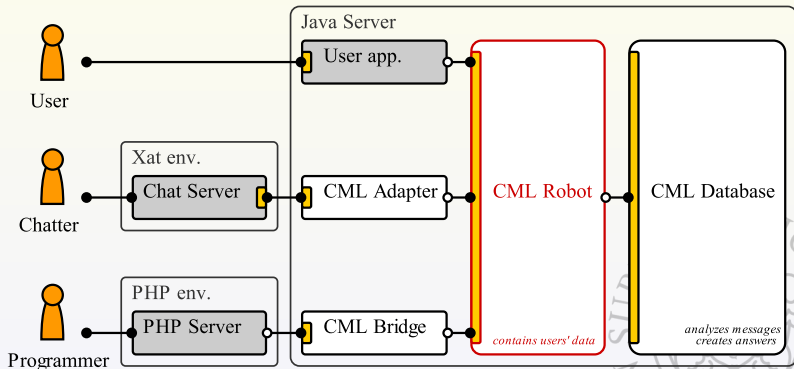 Java Server
User app.
User
Xat env.
Chat Server
CML Adapter
CML Robot
CML Database
Chatter
PHP env.
PHP Server
CML Bridge
contains users' data
analyzes messages
creates answers
Programmer
SUP